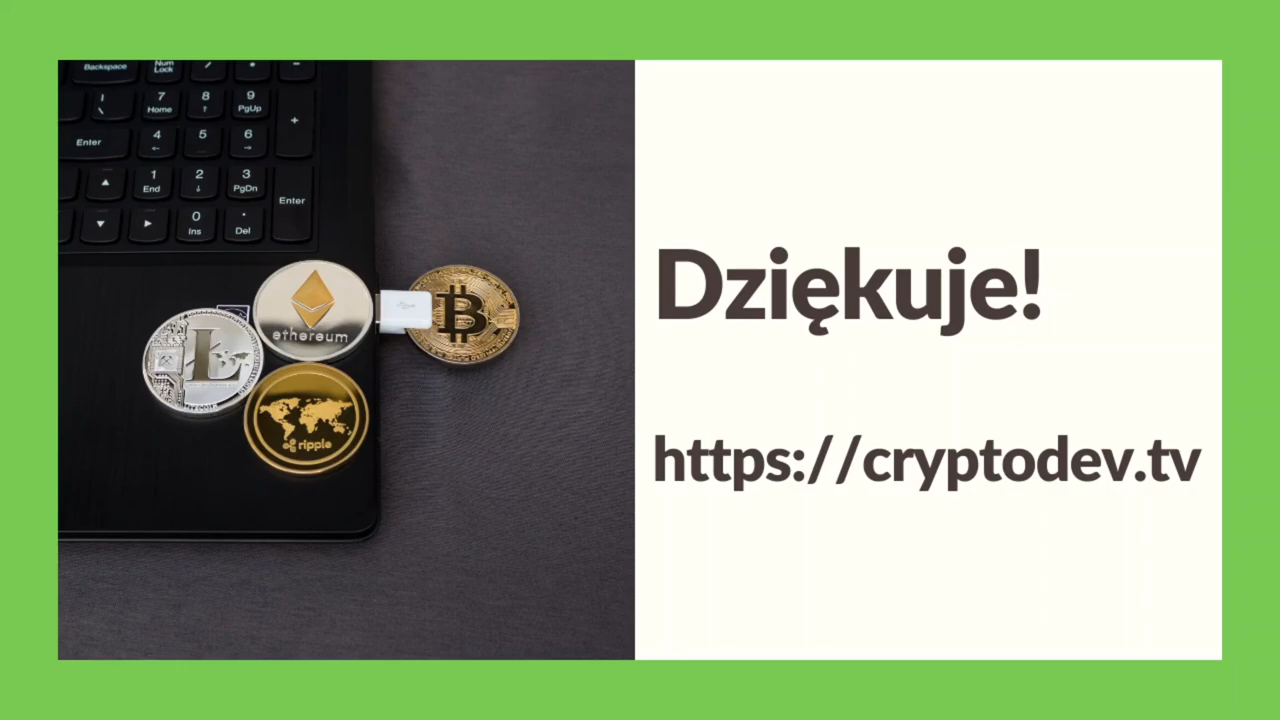 Backspace
Num
Lock
/
*
-
|
\
7
Home
8
↑
9
PgUp
+
Enter
4
←
5
6
→
1
End
2
↓
3
PgDn
Enter
0
Ins
.
Del
ethereum
LITECOIN
ripple
Dziękuje!
https://cryptodev.tv